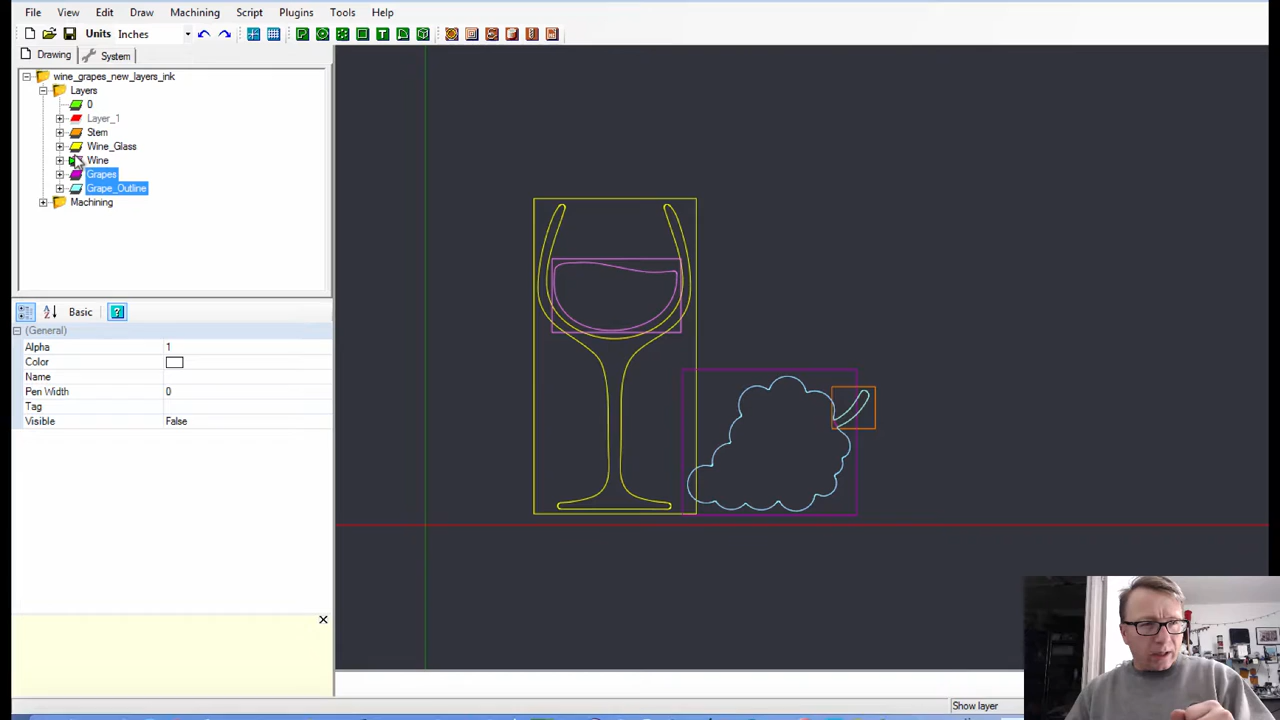 File View Edit Draw Machining Script Plugins Tools Help
Units Inches
Drawing System
wine_grapes_new_layers_ink
Layers
0
Layer_1
Stem
Wine_Glass
Wine
Grapes
Grape_Outline
Machining
Basic
(General)
Alpha 1
Color
Name
Pen Width 0
Tag
Visible False
Show layer